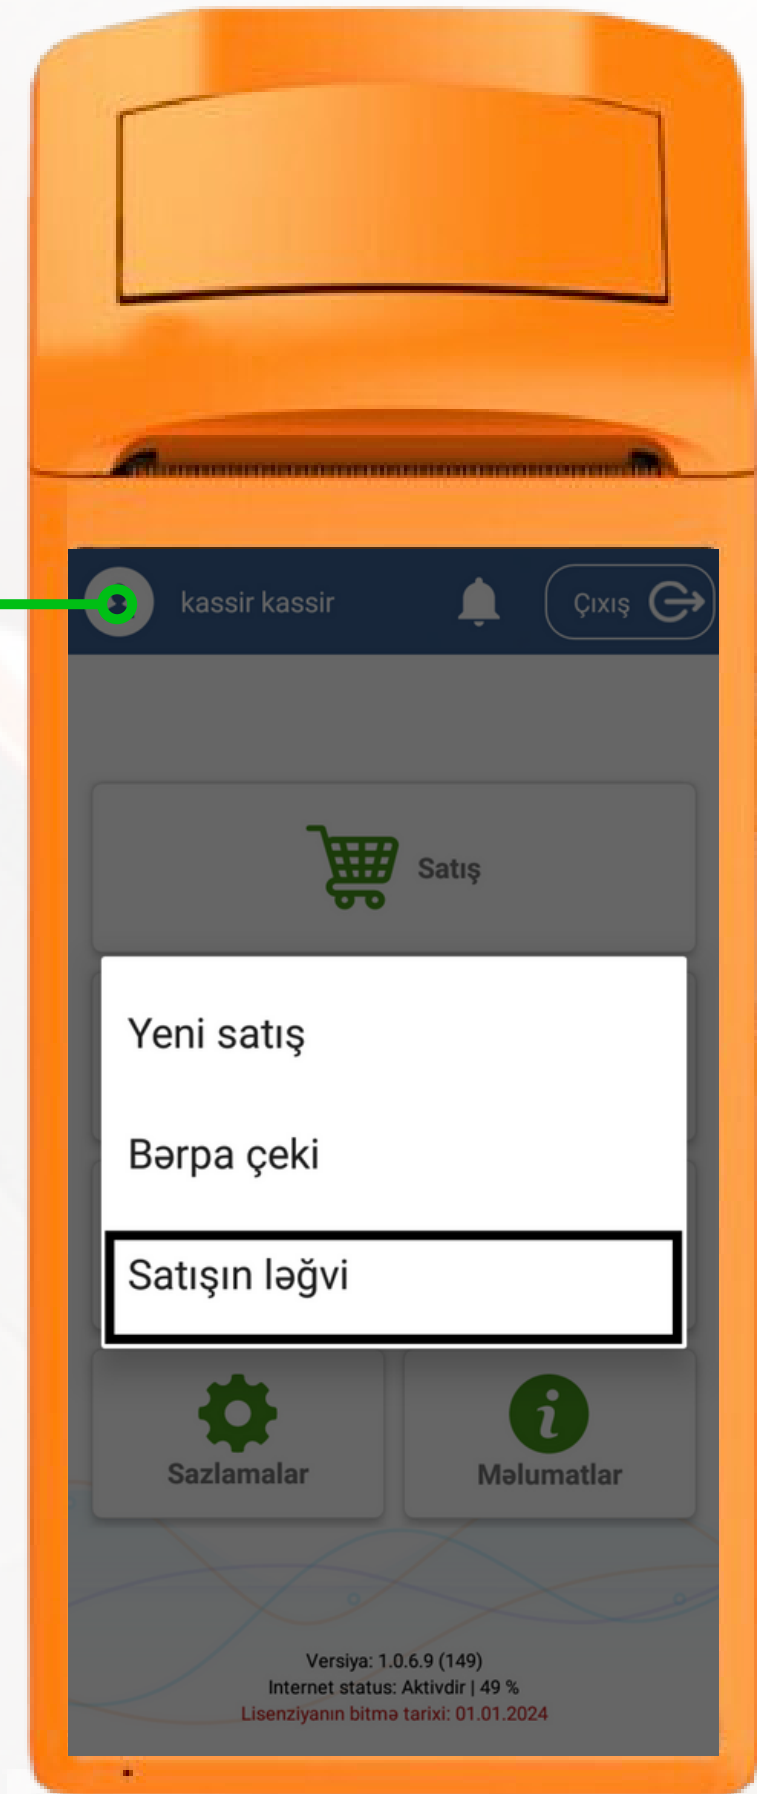 kassir kassir
Çıxış
Satış
Yeni satış
Bərpa çeki
Satışın ləğvi
Sazlamalar
Məlumatlar
Versiya: 1.0.6.9 (149)
Internet status: Aktivdir | 49 %
Lisenziyanın bitmə tarixi: 01.01.2024